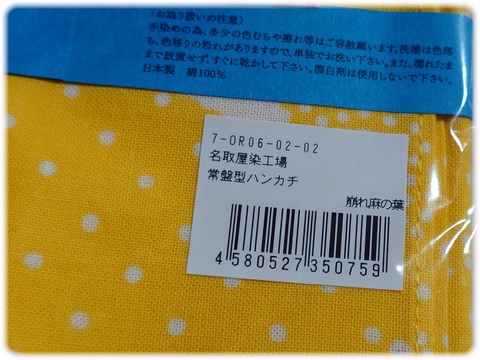 〈お取り扱いの注意〉
手染めの為、多少の色むらや擦れ等はご容赦願います。洗濯は色落
ち、色移りの恐れがありますので、単独でお洗い下さい。また、濡れたま
まで放置せず、すぐに乾かして下さい。漂白剤は使用しないで下さい。
日本製 綿100%
7-OR06-02-02
名取屋染工場
常盤型ハンカチ
崩れ麻の葉
4 580527 350759